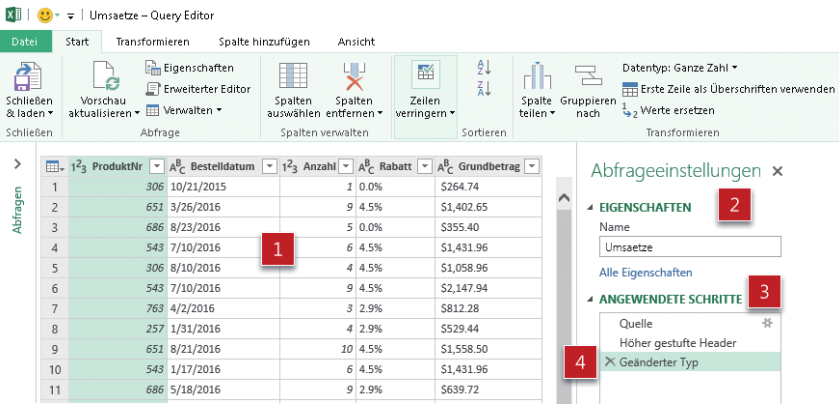 Umsaetze – Query Editor
Datei Start Transformieren Spalte hinzufügen Ansicht
Schließen & laden
Vorschau aktualisieren
Eigenschaften
Erweiterter Editor
Verwalten
Spalten auswählen
Spalten entfernen
Zeilen verringern
Spalte teilen
Gruppieren nach
Datentyp: Ganze Zahl
Erste Zeile als Überschriften verwenden
Werte ersetzen
Schließen Abfrage Spalten verwalten Sortieren Transformieren
Abfragen
ProduktNr Bestelldatum Anzahl Rabatt Grundbetrag
1 306 10/21/2015 1 0.0% $264.74
2 651 3/26/2016 9 4.5% $1,402.65
3 686 8/23/2016 5 0.0% $355.40
4 543 7/10/2016 6 4.5% $1,431.96
5 306 8/10/2016 4 4.5% $1,058.96
6 543 7/10/2016 9 4.5% $2,147.94
7 763 4/2/2016 3 2.9% $812.28
8 257 1/31/2016 4 2.9% $529.44
9 651 8/21/2016 10 4.5% $1,558.50
10 543 1/17/2016 6 4.5% $1,431.96
11 686 5/18/2016 9 2.9% $639.72
1
Abfrageeinstellungen
EIGENSCHAFTEN 2
Name
Umsaetze
Alle Eigenschaften
ANGEWENDETE SCHRITTE 3
Quelle
Höher gestufte Header
4 Geänderter Typ